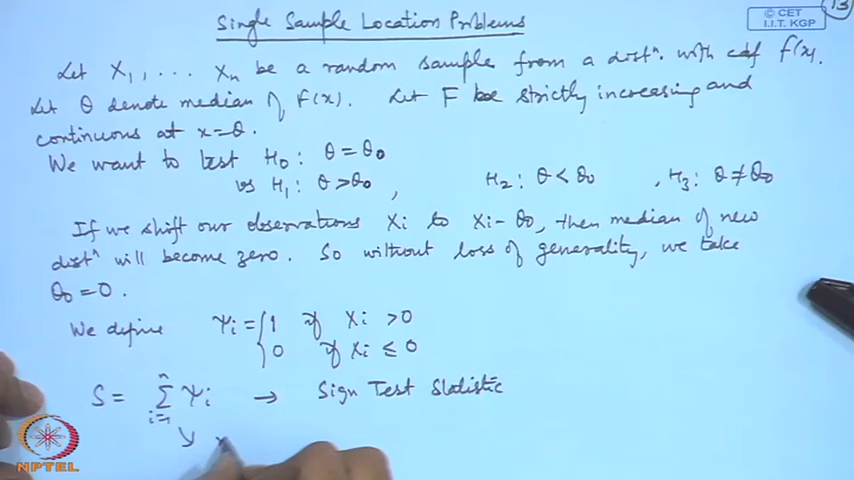 Single Sample Location Problems
13
© CET
I.I.T. KGP
Let X₁, ... Xₙ be a random sample from a distⁿ. with cdf F(x).
Let θ denote median of F(x). Let F be strictly increasing and
continuous at x=θ.
We want to test H₀: θ = θ₀
vs H₁: θ > θ₀ , H₂: θ < θ₀ , H₃: θ ≠ θ₀
If we shift our observations Xi to Xi - θ₀, then median of new
distⁿ will become zero. So without loss of generality, we take
θ₀ = 0.
We define Ψi = { 1 if Xi > 0
0 if Xi ≤ 0
S = Σ Ψi → Sign Test Statistic
n
i=1
NPTEL